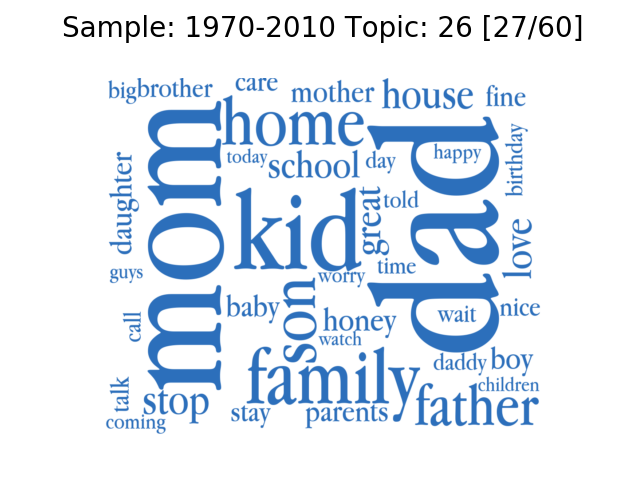 Sample: 1970-2010 Topic: 26 [27/60]
bigbrother
care
mother
house
fine
mom
home
dad
today
school
day
happy
birthday
daughter
kid
great
told
love
guys
worry
time
call
baby
son
honey
wait
nice
watch
talk
stop
family
daddy
boy
children
coming
stay
parents
father